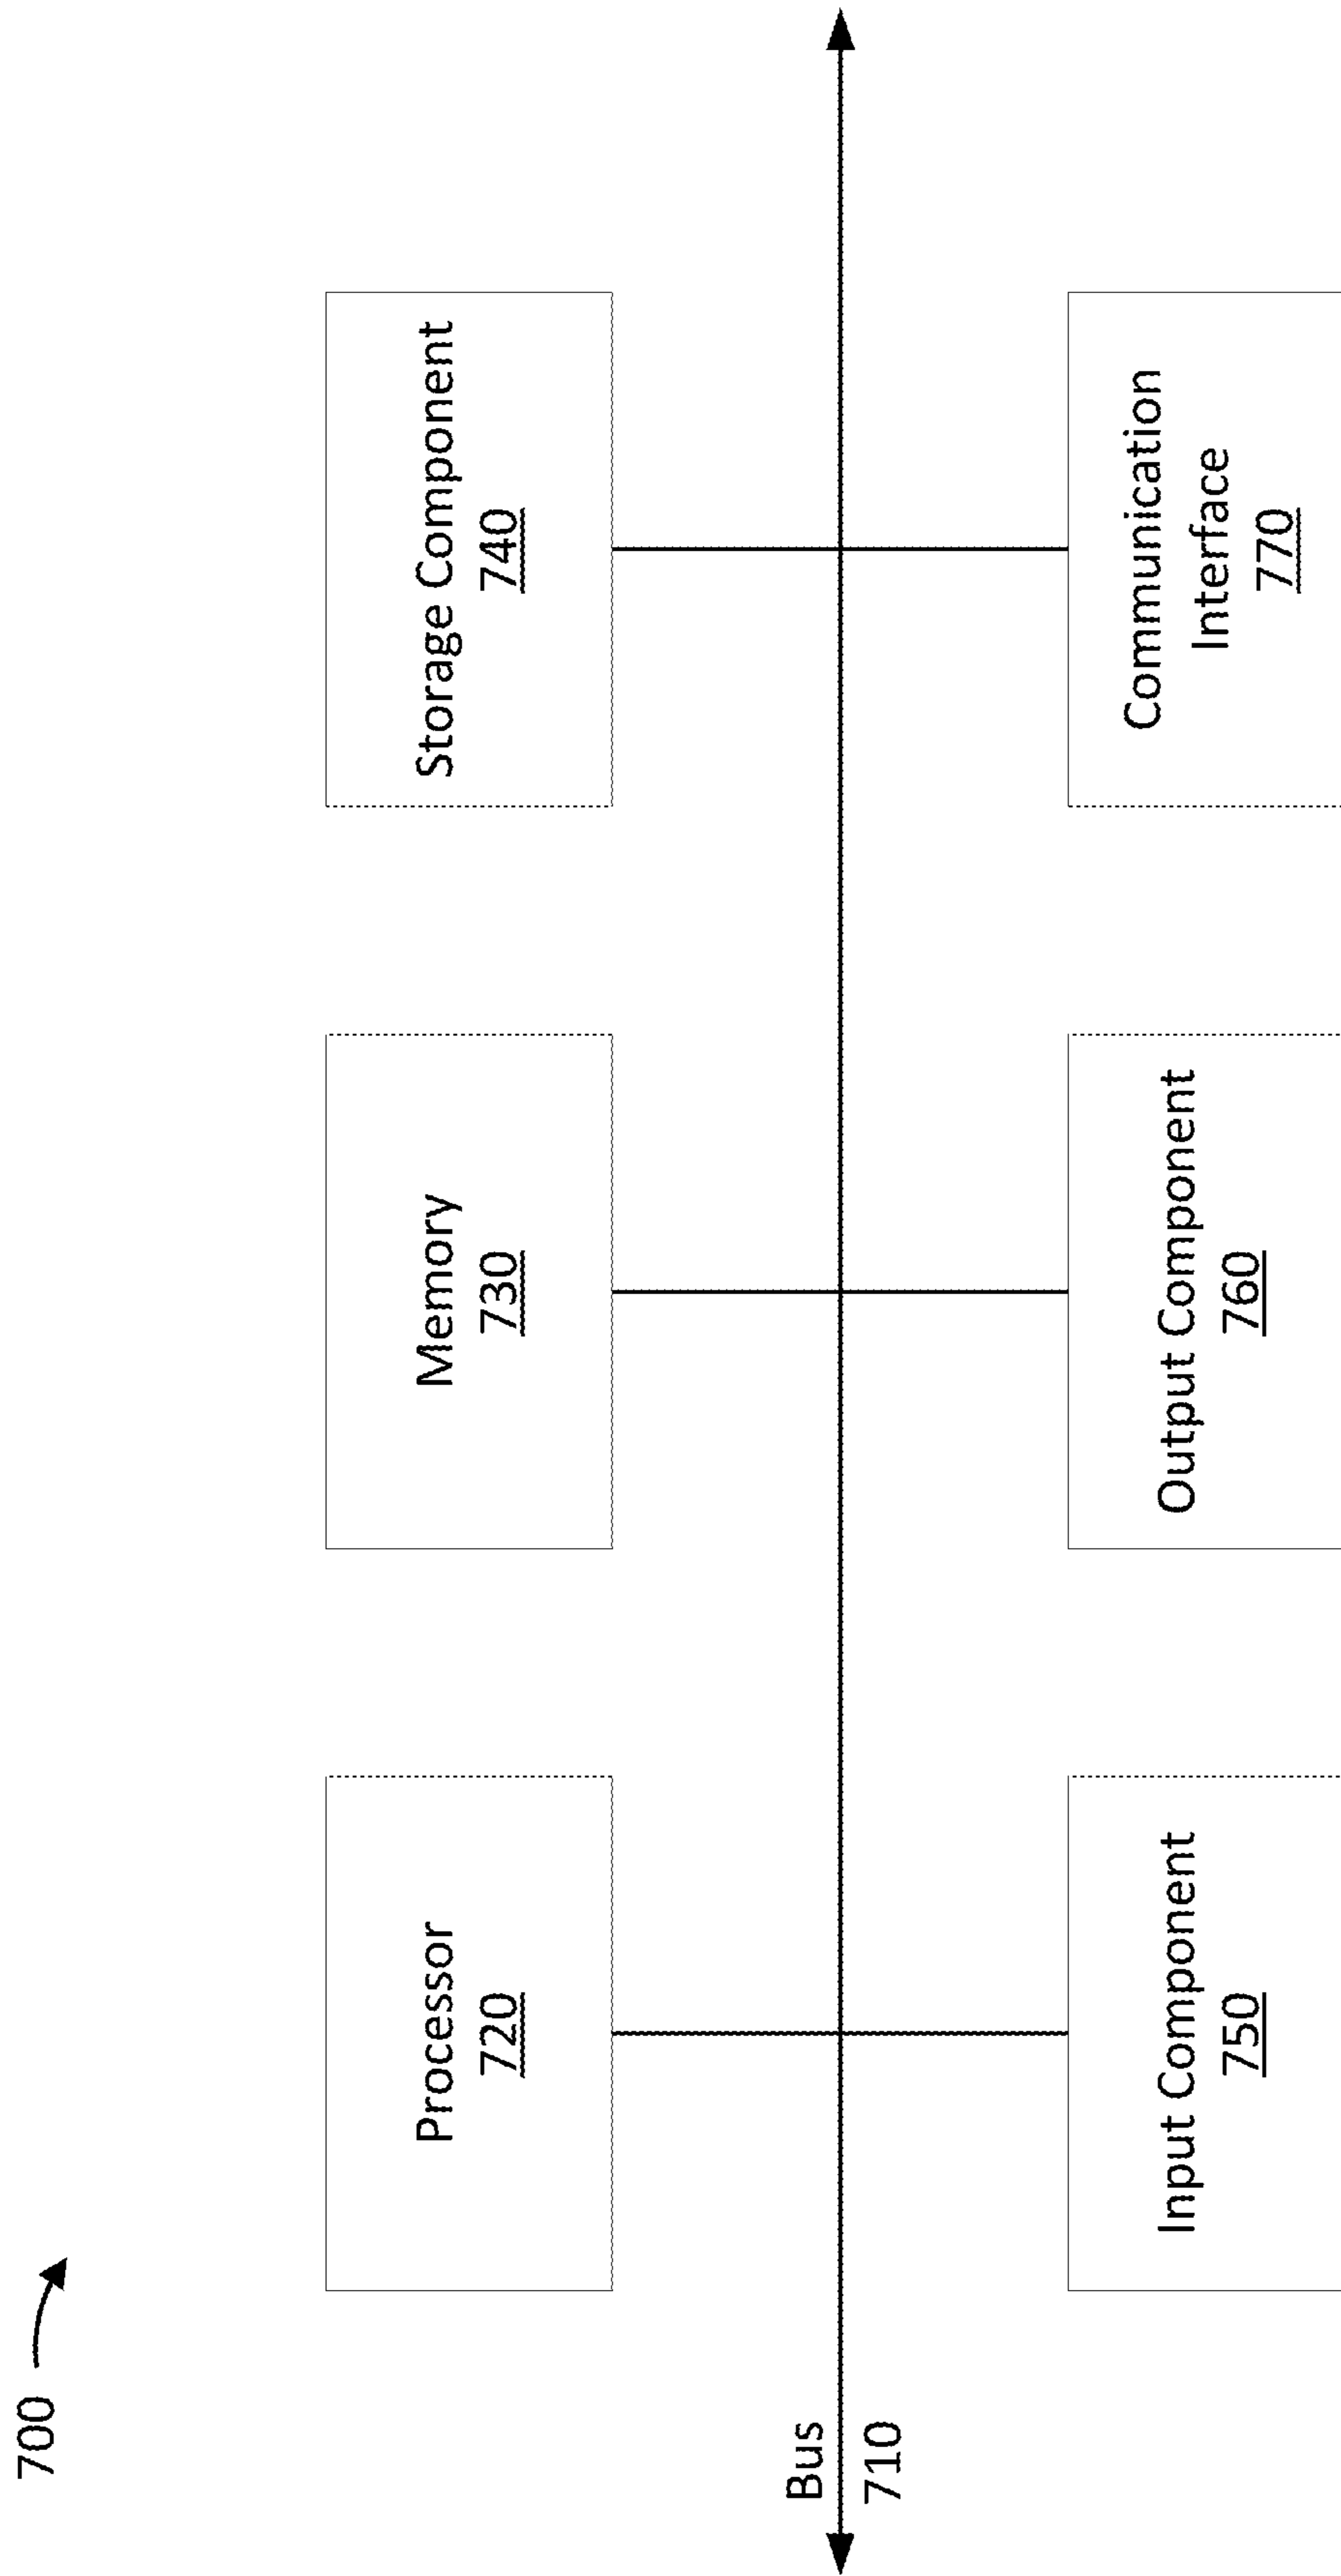 700
Processor
720
Memory
730
Storage Component
740
Bus
710
Input Component
750
Output Component
760
Communication
Interface
770